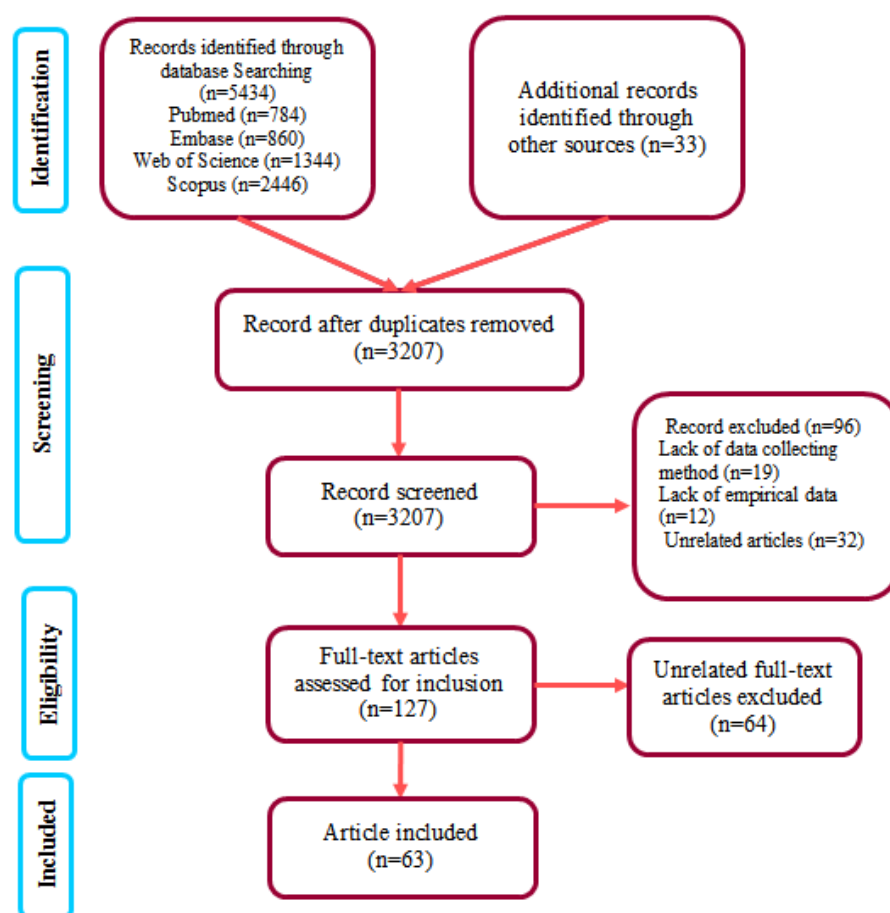 Identification
Records identified through
database Searching
(n=5434)
Pubmed (n=784)
Embase (n=860)
Web of Science (n=1344)
Scopus (n=2446)
Additional records
identified through
other sources (n=33)
Screening
Record after duplicates removed
(n=3207)
Record screened
(n=3207)
Record excluded (n=96)
Lack of data collecting
method (n=19)
Lack of empirical data
(n=12)
Unrelated articles (n=32)
Eligibility
Full-text articles
assessed for inclusion
(n=127)
Unrelated full-text
articles excluded
(n=64)
Included
Article included
(n=63)